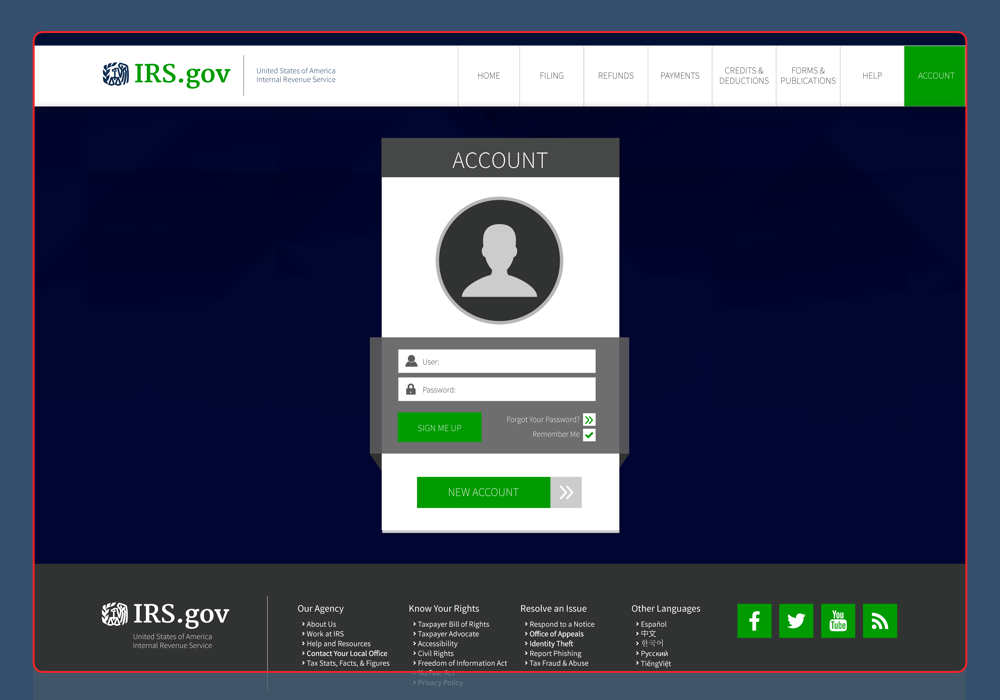 IRS.gov
United States of America
Internal Revenue Service
HOME
FILING
REFUNDS
PAYMENTS
CREDITS &
DEDUCTIONS
FORMS &
PUBLICATIONS
HELP
ACCOUNT
ACCOUNT
User:
Password:
SIGN ME UP
Forgot Your Password?
Remember Me
NEW ACCOUNT
IRS.gov
United States of America
Internal Revenue Service
Our Agency
About Us
Work at IRS
Help and Resources
Contact Your Local Office
Tax Stats, Facts, & Figures
Know Your Rights
Taxpayer Bill of Rights
Taxpayer Advocate
Accessibility
Civil Rights
Freedom of Information Act
No Fear Act
Privacy Policy
Resolve an Issue
Respond to a Notice
Office of Appeals
Identity Theft
Report Phishing
Tax Fraud & Abuse
Other Languages
Español
中文
한국어
Русский
TiếngViệt
You
Tube